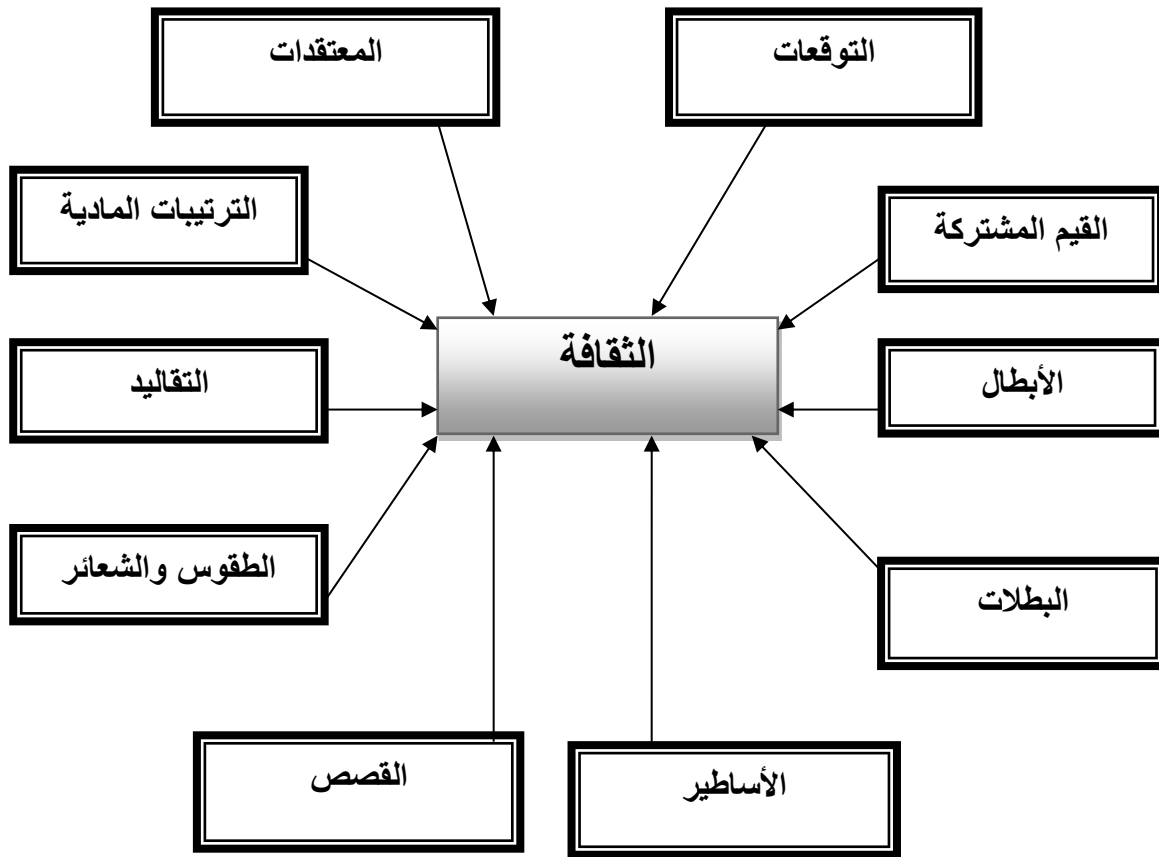 التوقعات
المعتقدات
القيم المشتركة
الترتيبات المادية
الثقافة
الأبطال
التقاليد
البطلات
الطقوس والشعائر
الأساطير
القصص